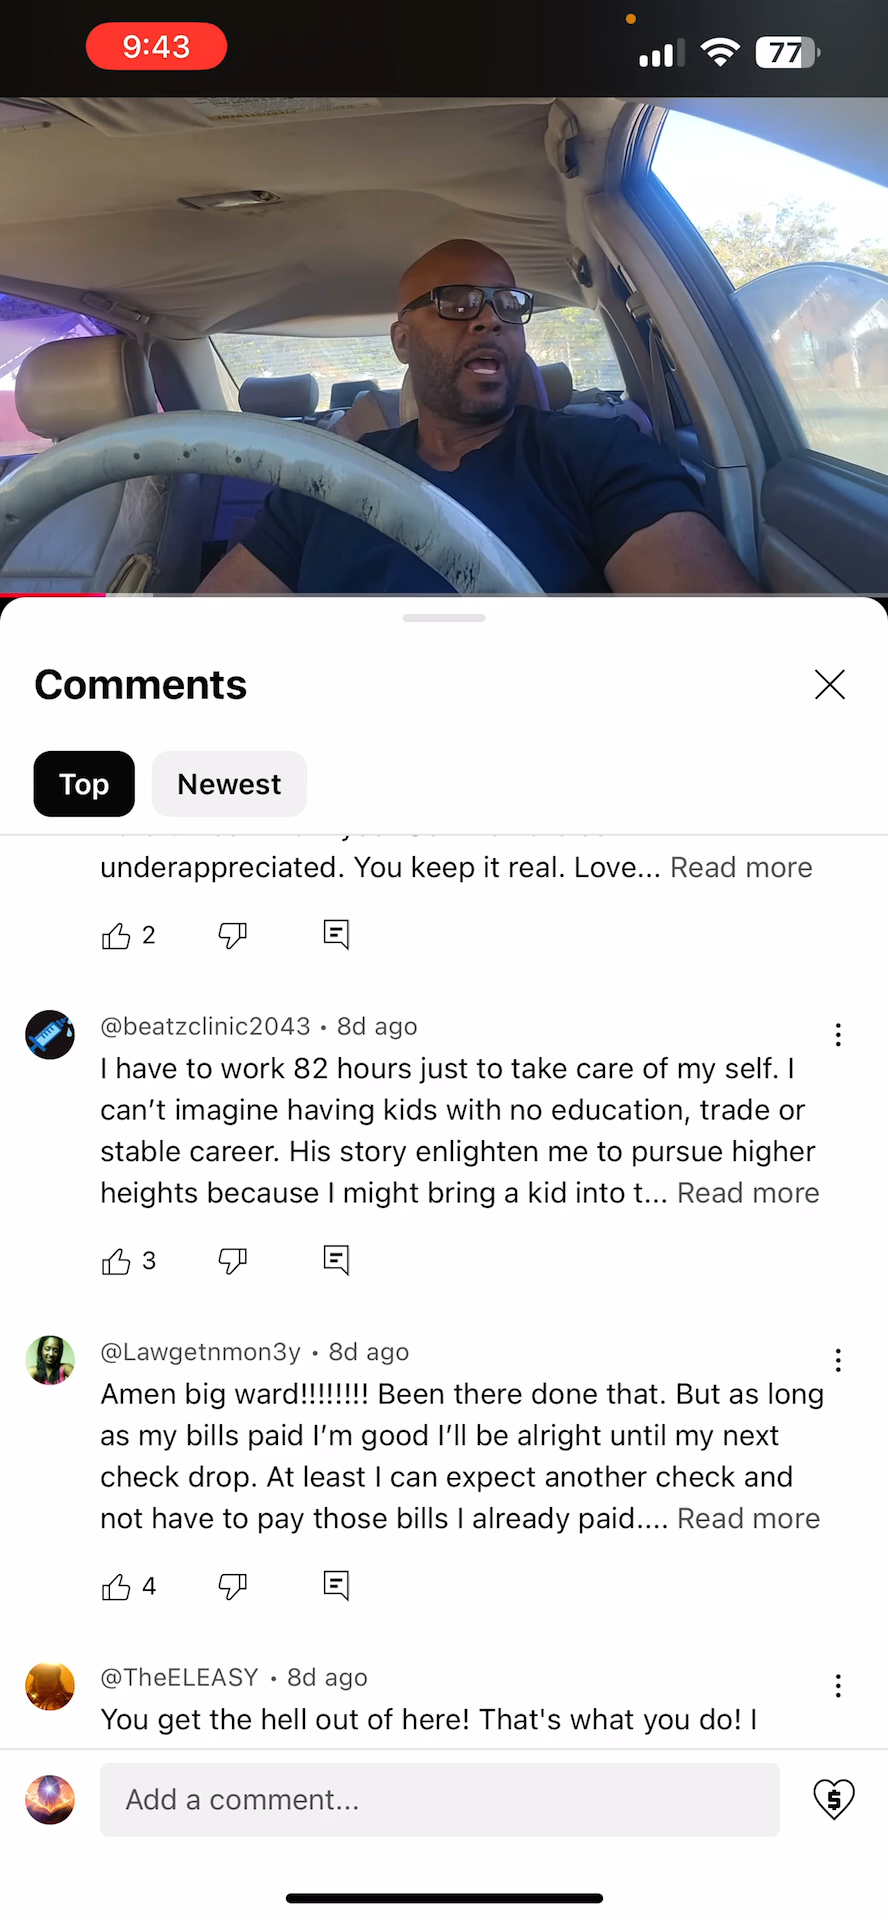 9:43
77
Comments
Top
Newest
underappreciated. You keep it real. Love... Read more
2
@beatzclinic2043 • 8d ago
I have to work 82 hours just to take care of my self. I
can't imagine having kids with no education, trade or
stable career. His story enlighten me to pursue higher
heights because I might bring a kid into t... Read more
3
@Lawgetnmon3y • 8d ago
Amen big ward!!!!!!!! Been there done that. But as long
as my bills paid I'm good I'll be alright until my next
check drop. At least I can expect another check and
not have to pay those bills I already paid.... Read more
4
@TheELEASY • 8d ago
You get the hell out of here! That's what you do! I
Add a comment...
$